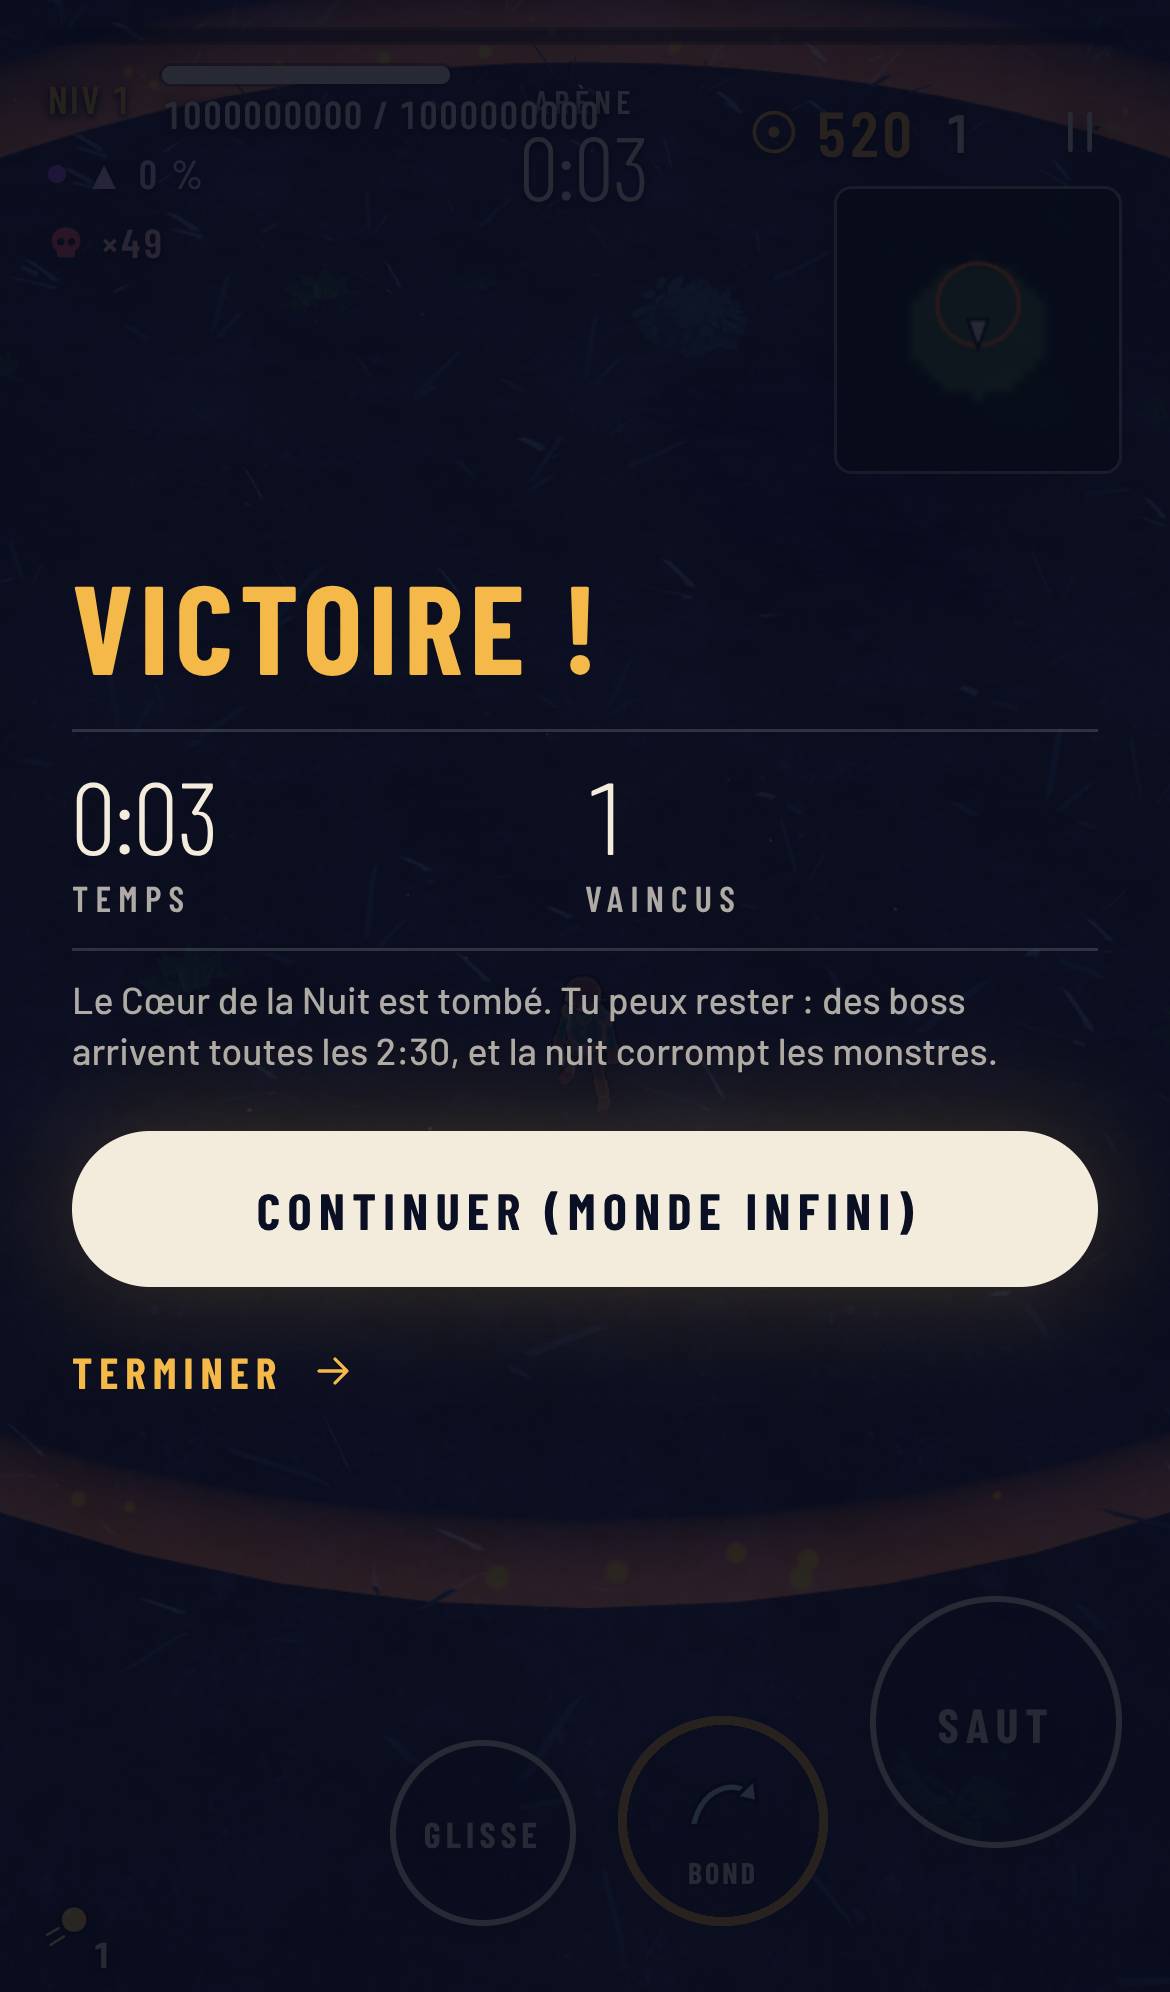 NIV 1
1000000000 / 1000000000
ARÈNE
0:03
520 1
0 %
×49
VICTOIRE !
0:03
TEMPS
1
VAINCUS
Le Cœur de la Nuit est tombé. Tu peux rester : des boss
arrivent toutes les 2:30, et la nuit corrompt les monstres.
CONTINUER (MONDE INFINI)
TERMINER →
SAUT
GLISSE
BOND
1